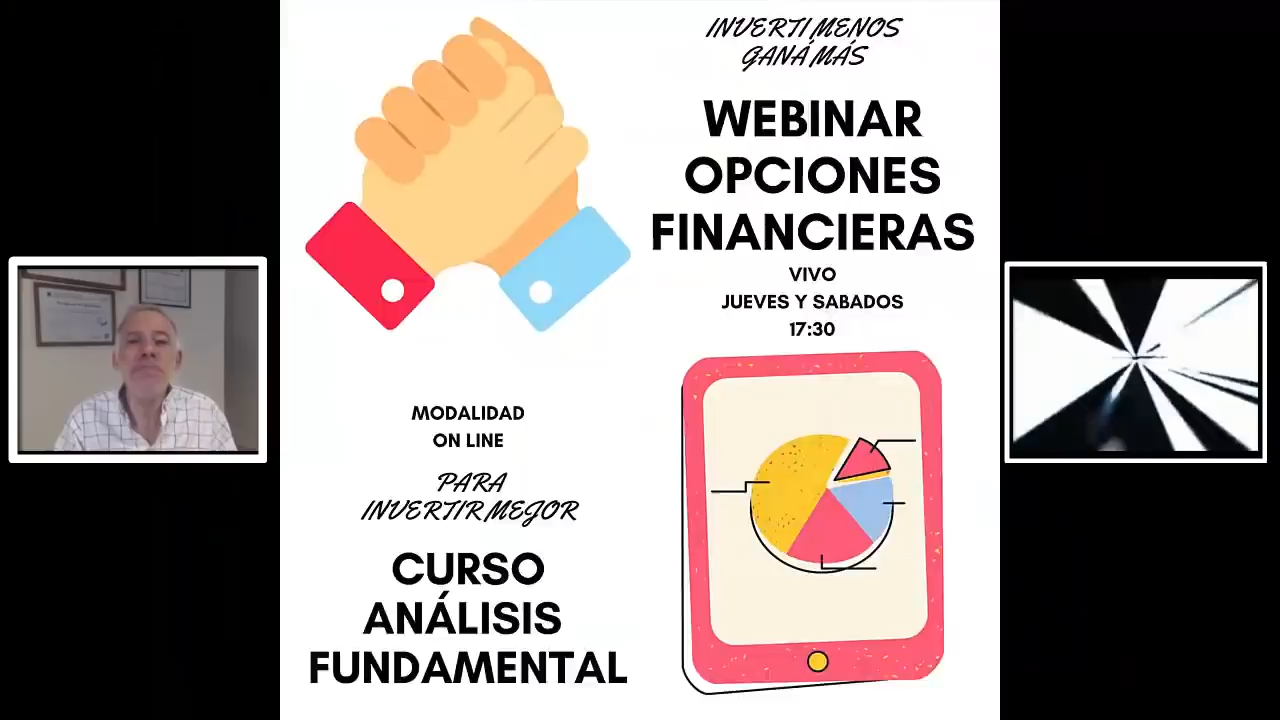 INVERTI MENOS
GANÁ MÁS
WEBINAR
OPCIONES
FINANCIERAS
VIVO
JUEVES Y SABADOS
17:30
MODALIDAD
ON LINE
PARA
INVERTIR MEJOR
CURSO
ANÁLISIS
FUNDAMENTAL